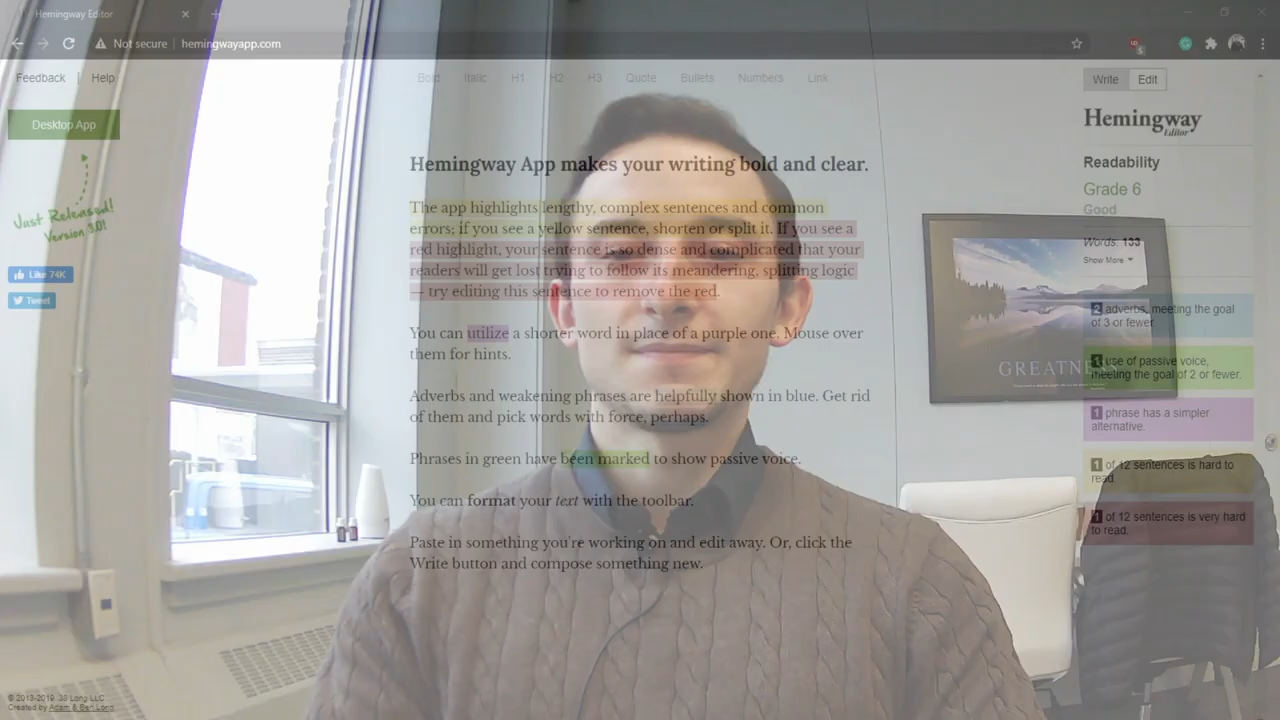 Hemingway Editor
Not secure | hemingwayapp.com
Feedback | Help
Bold Italic H1 H2 H3 Quote Bullets Numbers Link
Write Edit
Desktop App
Just Released!
Version 3.0!
Like 74K
Tweet
Hemingway App makes your writing bold and clear.
The app highlights lengthy, complex sentences and common
errors; if you see a yellow sentence, shorten or split it. If you see a
red highlight, your sentence is so dense and complicated that your
readers will get lost trying to follow its meandering, splitting logic
— try editing this sentence to remove the red.
You can utilize a shorter word in place of a purple one. Mouse over
them for hints.
Adverbs and weakening phrases are helpfully shown in blue. Get rid
of them and pick words with force, perhaps.
Phrases in green have been marked to show passive voice.
You can format your text with the toolbar.
Paste in something you're working on and edit away. Or, click the
Write button and compose something new.
Hemingway
Editor
Readability
Grade 6
Good
Words: 133
Show More
2 adverbs, meeting the goal
of 3 or fewer.
1 use of passive voice,
meeting the goal of 2 or fewer.
1 phrase has a simpler
alternative.
1 of 12 sentences is hard to
read.
1 of 12 sentences is very hard
to read.
© 2013-2019 .38 Long LLC
Created by Adam & Ben Long